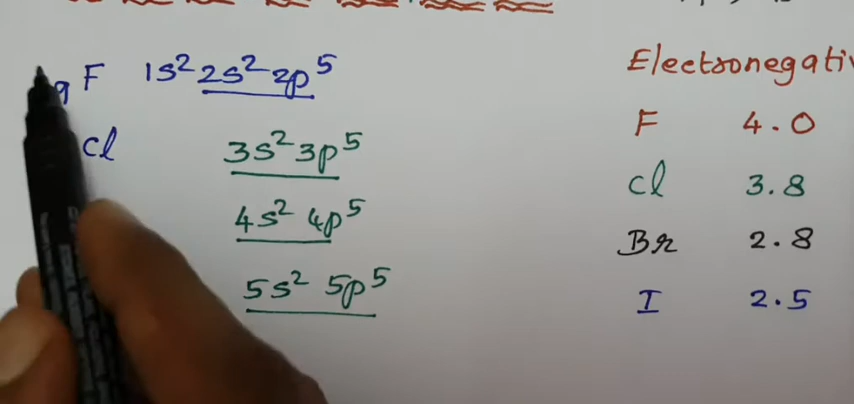 ₉F 1s² 2s² 2p⁵
Cl 3s² 3p⁵
4s² 4p⁵
5s² 5p⁵
F 4.0
Cl 3.8
Br 2.8
I 2.5